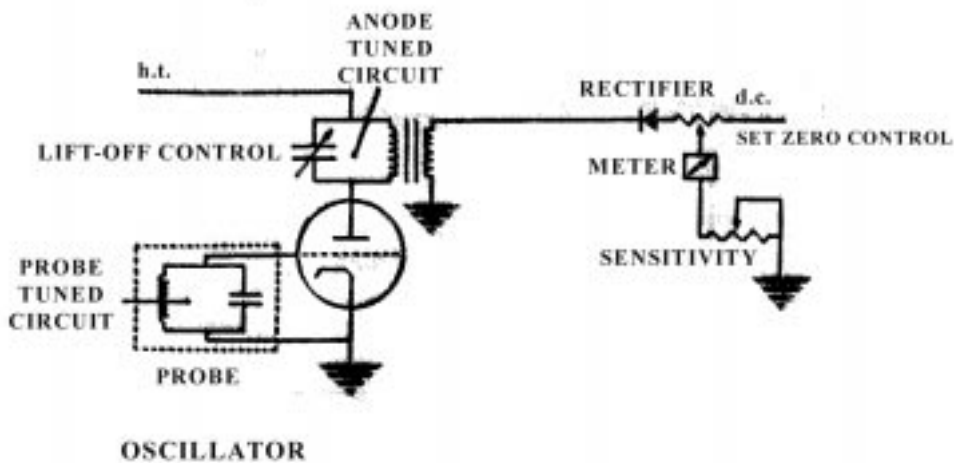 ANODE
TUNED
CIRCUIT
h.t.
RECTIFIER
d.c.
SET ZERO CONTROL
LIFT-OFF CONTROL
METER
SENSITIVITY
PROBE
TUNED
CIRCUIT
PROBE
OSCILLATOR